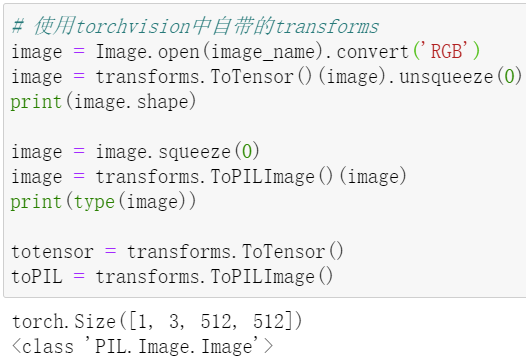 # 使用torchvision中自带的transforms
image = Image.open(image_name).convert('RGB')
image = transforms.ToTensor()(image).unsqueeze(0)
print(image.shape)
image = image.squeeze(0)
image = transforms.ToPILImage()(image)
print(type(image))
totensor = transforms.ToTensor()
toPIL = transforms.ToPILImage()
torch.Size([1, 3, 512, 512])
<class 'PIL.Image.Image'>